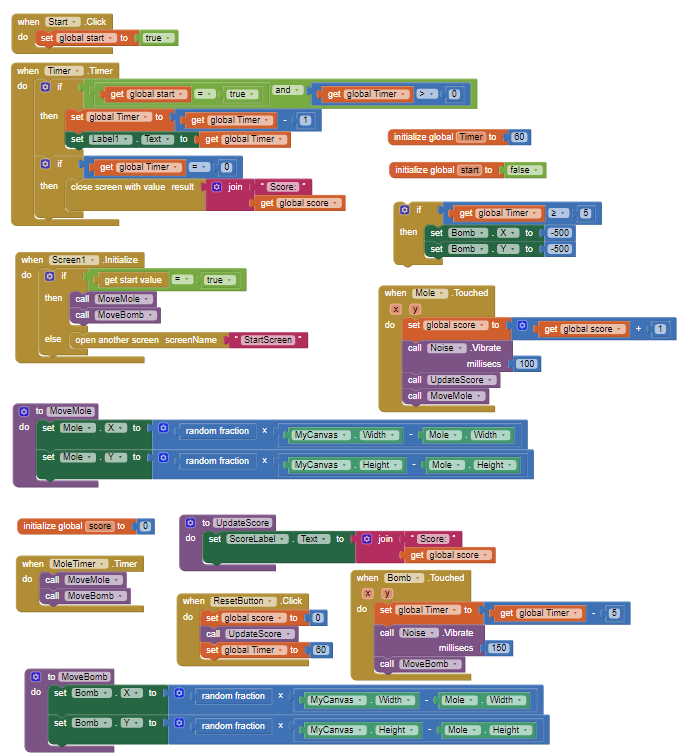 when Start .Click
do set global start to true
when Timer .Timer
do if get global start = true and get global Timer > 0
then set global Timer to get global Timer - 1
set Label1 . Text to get global Timer
if get global Timer = 0
then close screen with value result join " Score: "
get global score
initialize global Timer to 60
initialize global start to false
if get global Timer ≥ 5
then set Bomb . X to -500
set Bomb . Y to -500
when Screen1 .Initialize
do if get start value = true
then call MoveMole
call MoveBomb
else open another screen screenName " StartScreen "
when Mole .Touched
x y
do set global score to get global score + 1
call Noise .Vibrate
millisecs 100
call UpdateScore
call MoveMole
to MoveMole
do set Mole . X to random fraction x MyCanvas . Width - Mole . Width
set Mole . Y to random fraction x MyCanvas . Height - Mole . Height
initialize global score to 0
to UpdateScore
do set ScoreLabel . Text to join " Score: "
get global score
when MoleTimer .Timer
do call MoveMole
call MoveBomb
when ResetButton .Click
do set global score to 0
call UpdateScore
set global Timer to 60
when Bomb .Touched
x y
do set global Timer to get global Timer - 5
call Noise .Vibrate
millisecs 150
call MoveBomb
to MoveBomb
do set Bomb . X to random fraction x MyCanvas . Width - Mole . Width
set Bomb . Y to random fraction x MyCanvas . Height - Mole . Height